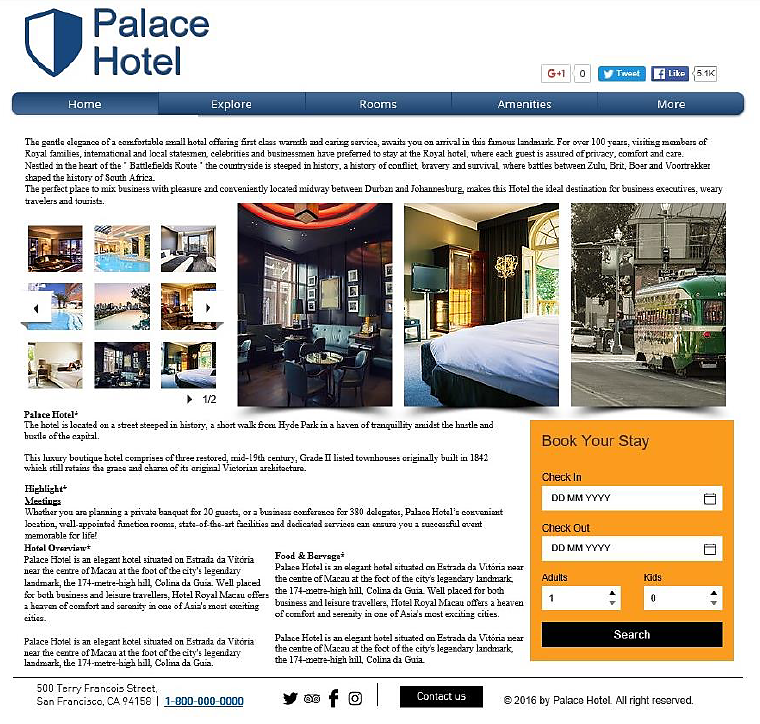 Palace
Hotel
G+1 0 Tweet Like 5.1K
Home Explore Rooms Amenities More
The gentle elegance of a comfortable small hotel offering first class warmth and caring service, awaits you on arrival in this famous landmark. For over 100 years, visiting members of
Royal families, international and local statesmen, celebrities and businessmen have preferred to stay at the Royal hotel, where each guest is assured of privacy, comfort and care.
Nestled in the heart of the " Battlefields Route " the countryside is steeped in history, a history of conflict, bravery and survival, where battles between Zulu, Brit, Boer and Voortrekker
shaped the history of South Africa.
The perfect place to mix business with pleasure and conveniently located midway between Durban and Johannesburg, makes this Hotel the ideal destination for business executives, weary
travelers and tourists.
1/2
Palace Hotel*
The hotel is located on a street steeped in history, a short walk from Hyde Park in a haven of tranquillity amidst the hustle and
bustle of the capital.
This luxury boutique hotel comprises of three restored, mid-19th century, Grade II listed townhouses originally built in 1842
which still retains the grace and charm of its original Victorian architecture.
Highlight*
Meetings
Whether you are planning a private banquet for 20 guests, or a business conference for 380 delegates, Palace Hotel's convenient
location, well-appointed function rooms, state-of-the-art facilities and dedicated services can ensure you a successful event
memorable for life!
Hotel Overview*
Palace Hotel is an elegant hotel situated on Estrada da Vitória
near the centre of Macau at the foot of the city's legendary
landmark, the 174-metre-high hill, Colina da Guia. Well placed
for both business and leisure travellers, Hotel Royal Macau offers
a heaven of comfort and serenity in one of Asia's most exciting
cities.
Palace Hotel is an elegant hotel situated on Estrada da Vitória
near the centre of Macau at the foot of the city's legendary
landmark, the 174-metre-high hill, Colina da Guia.
Food & Bervege*
Palace Hotel is an elegant hotel situated on Estrada da Vitória near
the centre of Macau at the foot of the city's legendary landmark,
the 174-metre-high hill, Colina da Guia. Well placed for both
business and leisure travellers, Hotel Royal Macau offers a heaven
of comfort and serenity in one of Asia's most exciting cities.
Palace Hotel is an elegant hotel situated on Estrada da Vitória near
the centre of Macau at the foot of the city's legendary landmark,
the 174-metre-high hill, Colina da Guia.
Book Your Stay
Check In
DD MM YYYY
Check Out
DD MM YYYY
Adults Kids
1 0
Search
500 Terry Francois Street,
San Francisco, CA 94158 | 1-800-000-0000
Contact us
© 2016 by Palace Hotel. All right reserved.